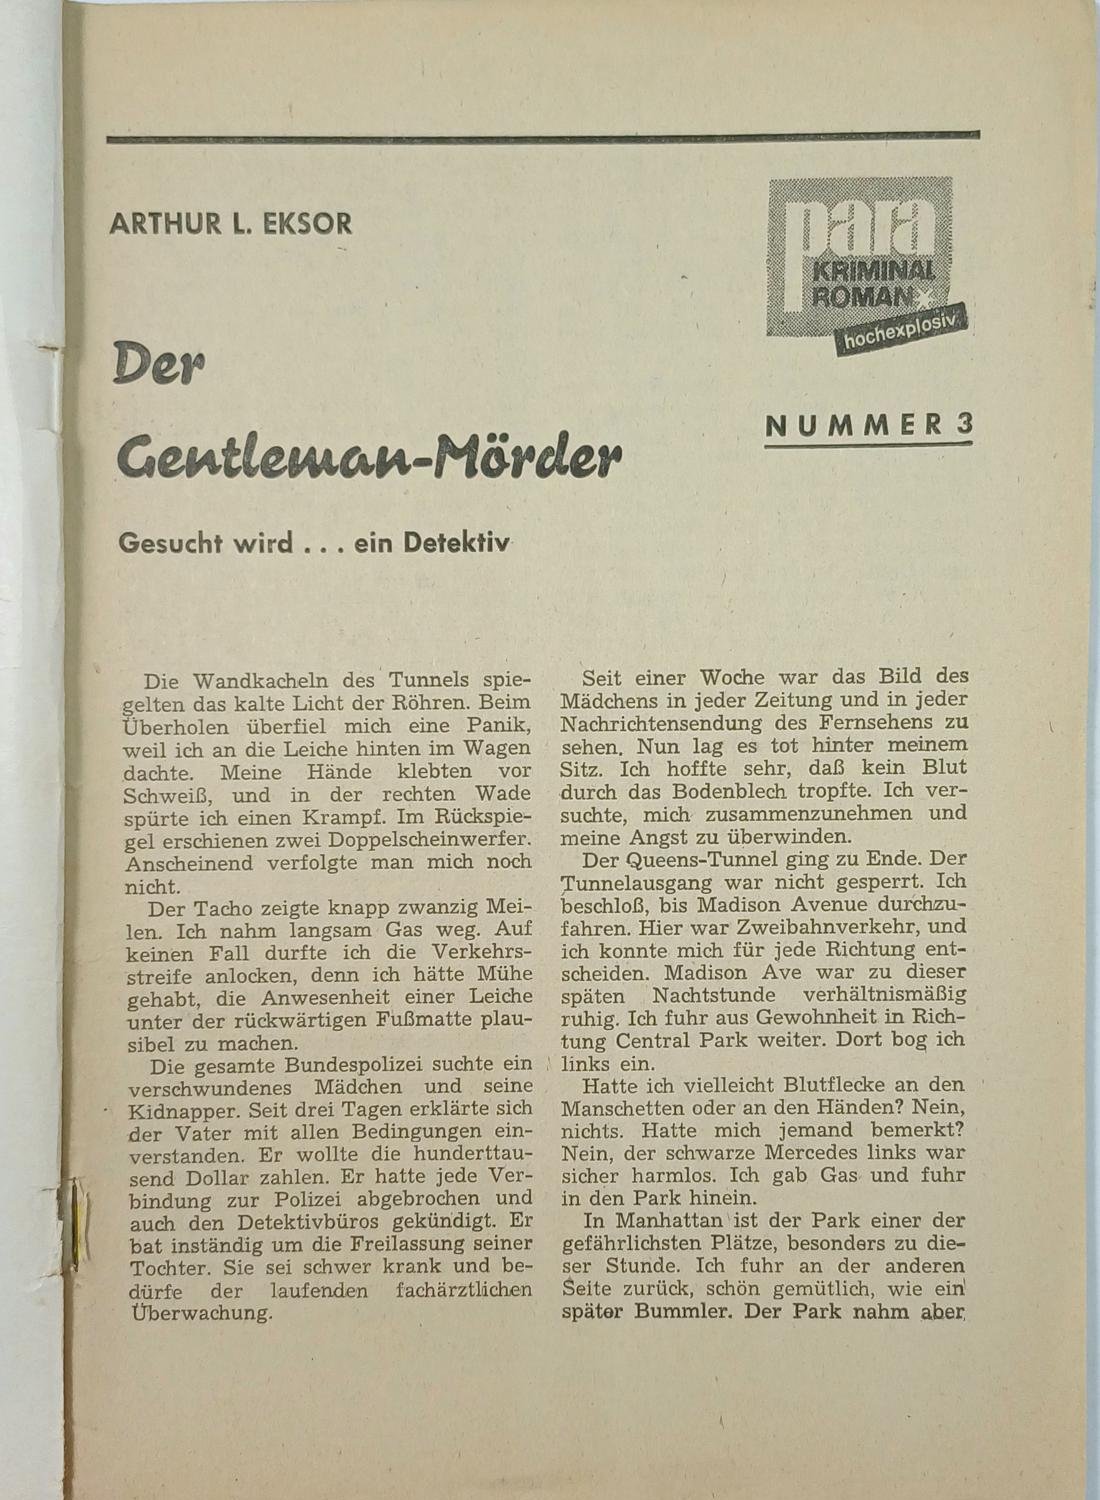 ARTHUR L. EKSOR
para
KRIMINAL
ROMAN
hochexplosiv
Der
Gentleman-Mörder
NUMMER 3
Gesucht wird . . . ein Detektiv
Die Wandkacheln des Tunnels spie-
gelten das kalte Licht der Röhren. Beim
Überholen überfiel mich eine Panik,
weil ich an die Leiche hinten im Wagen
dachte. Meine Hände klebten vor
Schweiß, und in der rechten Wade
spürte ich einen Krampf. Im Rückspie-
gel erschienen zwei Doppelscheinwerfer.
Anscheinend verfolgte man mich noch
nicht.
Der Tacho zeigte knapp zwanzig Mei-
len. Ich nahm langsam Gas weg. Auf
keinen Fall durfte ich die Verkehrs-
streife anlocken, denn ich hätte Mühe
gehabt, die Anwesenheit einer Leiche
unter der rückwärtigen Fußmatte plau-
sibel zu machen.
Die gesamte Bundespolizei suchte ein
verschwundenes Mädchen und seine
Kidnapper. Seit drei Tagen erklärte sich
der Vater mit allen Bedingungen ein-
verstanden. Er wollte die hunderttau-
send Dollar zahlen. Er hatte jede Ver-
bindung zur Polizei abgebrochen und
auch den Detektivbüros gekündigt. Er
bat inständig um die Freilassung seiner
Tochter. Sie sei schwer krank und be-
dürfe der laufenden fachärztlichen
Überwachung.
Seit einer Woche war das Bild des
Mädchens in jeder Zeitung und in jeder
Nachrichtensendung des Fernsehens zu
sehen. Nun lag es tot hinter meinem
Sitz. Ich hoffte sehr, daß kein Blut
durch das Bodenblech tropfte. Ich ver-
suchte, mich zusammenzunehmen und
meine Angst zu überwinden.
Der Queens-Tunnel ging zu Ende. Der
Tunnelausgang war nicht gesperrt. Ich
beschloß, bis Madison Avenue durchzu-
fahren. Hier war Zweibahnverkehr, und
ich konnte mich für jede Richtung ent-
scheiden. Madison Ave war zu dieser
späten Nachtstunde verhältnismäßig
ruhig. Ich fuhr aus Gewohnheit in Rich-
tung Central Park weiter. Dort bog ich
links ein.
Hatte ich vielleicht Blutflecke an den
Manschetten oder an den Händen? Nein,
nichts. Hatte mich jemand bemerkt?
Nein, der schwarze Mercedes links war
sicher harmlos. Ich gab Gas und fuhr
in den Park hinein.
In Manhattan ist der Park einer der
gefährlichsten Plätze, besonders zu die-
ser Stunde. Ich fuhr an der anderen
Seite zurück, schön gemütlich, wie ein
später Bummler. Der Park nahm aber